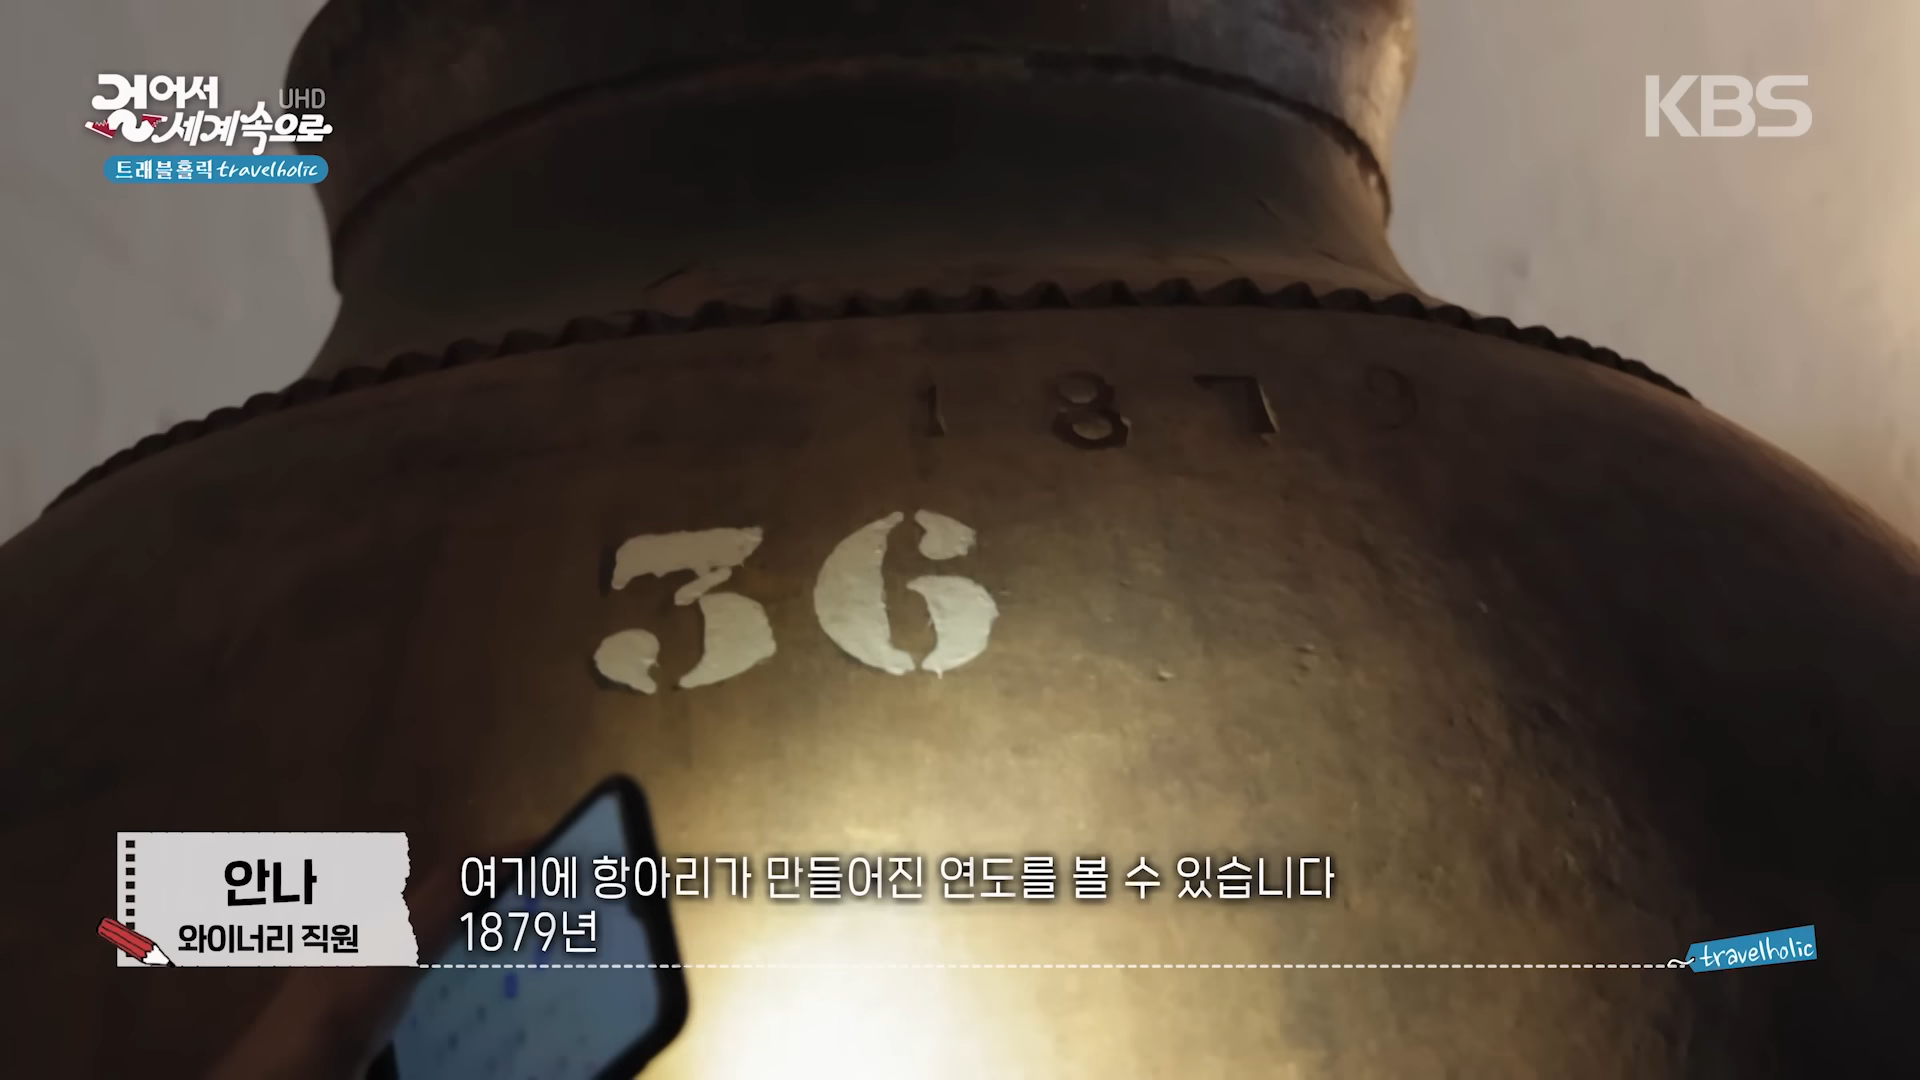 걸어서
세계속으로
UHD
트래블홀릭 travelholic
KBS
1879
36
안나
와이너리 직원
여기에 항아리가 만들어진 연도를 볼 수 있습니다
1879년
travelholic